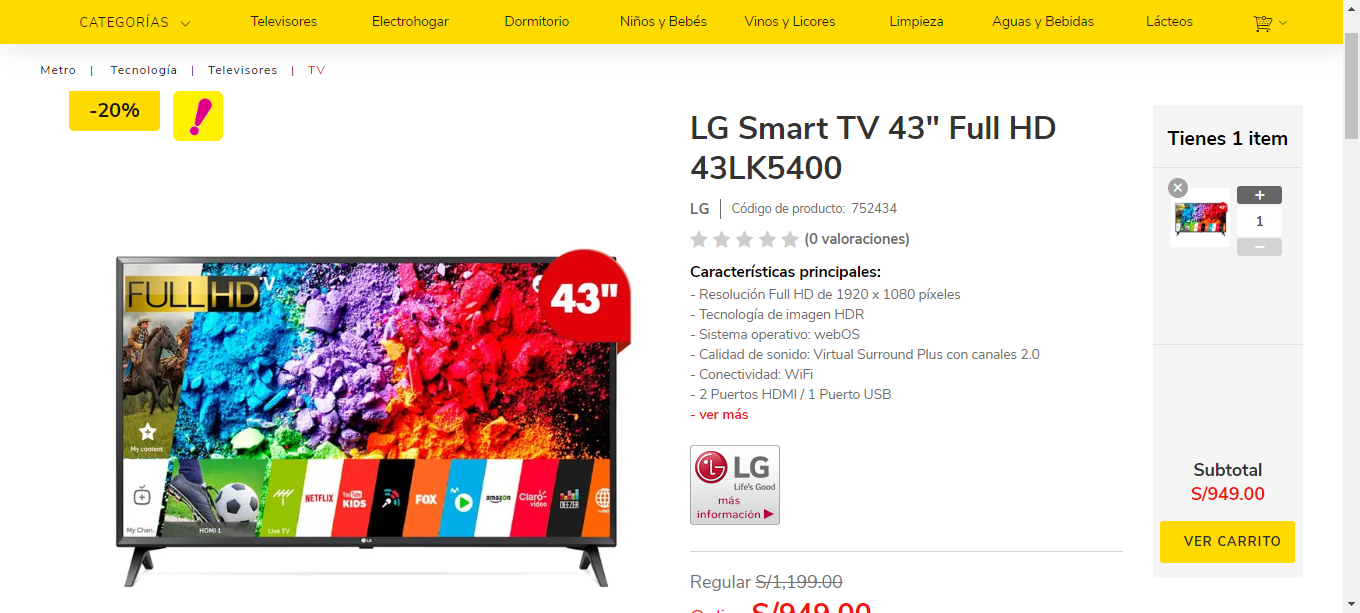 CATEGORÍAS
Televisores
Electrohogar
Dormitorio
Niños y Bebés
Vinos y Licores
Limpieza
Aguas y Bebidas
Lácteos
Metro | Tecnología | Televisores | TV
-20%
LG Smart TV 43" Full HD
43LK5400
LG | Código de producto: 752434
(0 valoraciones)
Características principales:
- Resolución Full HD de 1920 x 1080 píxeles
- Tecnología de imagen HDR
- Sistema operativo: webOS
- Calidad de sonido: Virtual Surround Plus con canales 2.0
- Conectividad: WiFi
- 2 Puertos HDMI / 1 Puerto USB
- ver más
LG
Life's Good
más
información
Regular S/1,199.00
S/949.00
FULL HD TV
43"
My content
My Chan.
HDMI 1
Live TV
NETFLIX
YouTube
KIDS
FOX
amazon
Claro
video
DEEZER
LG
Tienes 1 item
+
1
−
Subtotal
S/949.00
VER CARRITO